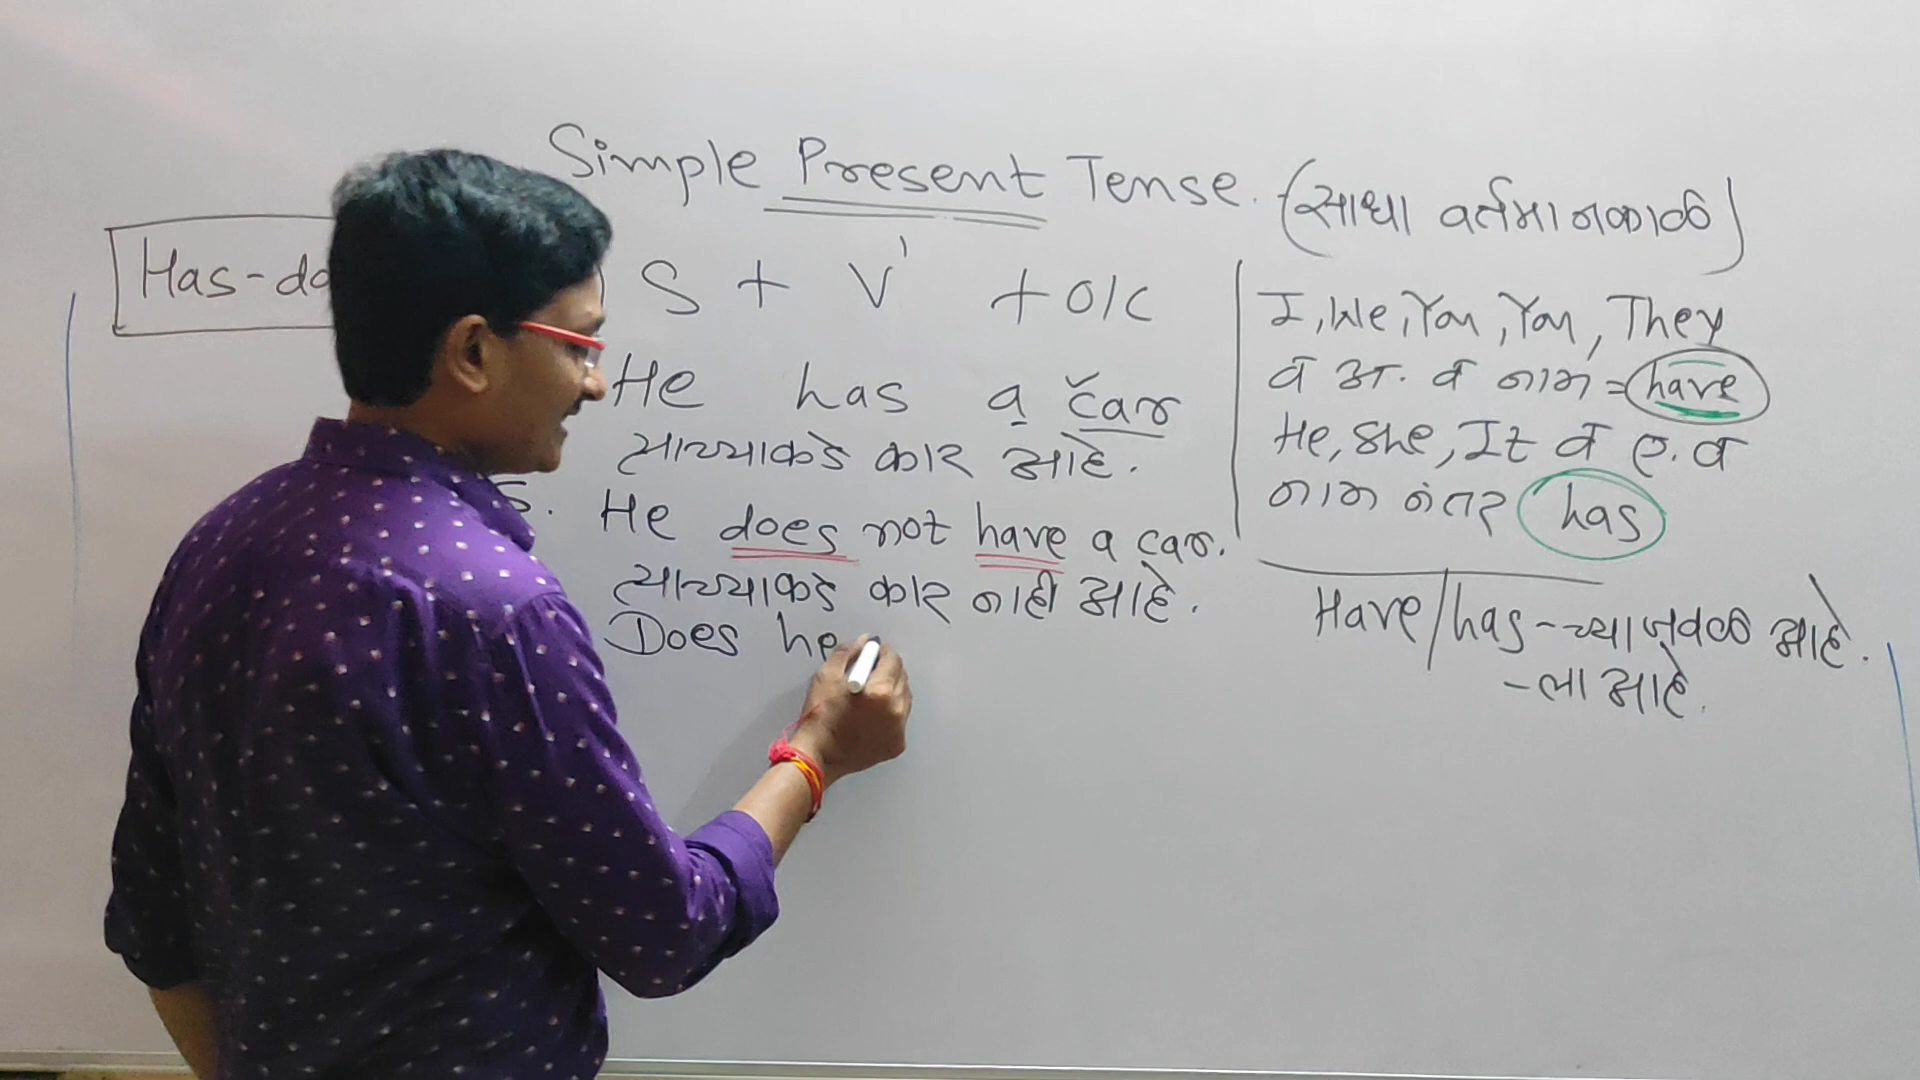 Simple Present Tense. (साधा वर्तमानकाळ)
Has-do
S + V¹ + O/C
He has a car
त्याच्याकडे कार आहे.
He does not have a car.
त्याच्याकडे कार नाही आहे.
Does he
I, We, You, You, They
व अ. व नाम = have
He, She, It व ए. व
नाम नंतर has
Have/has - च्याजवळ आहे.
- ला आहे.